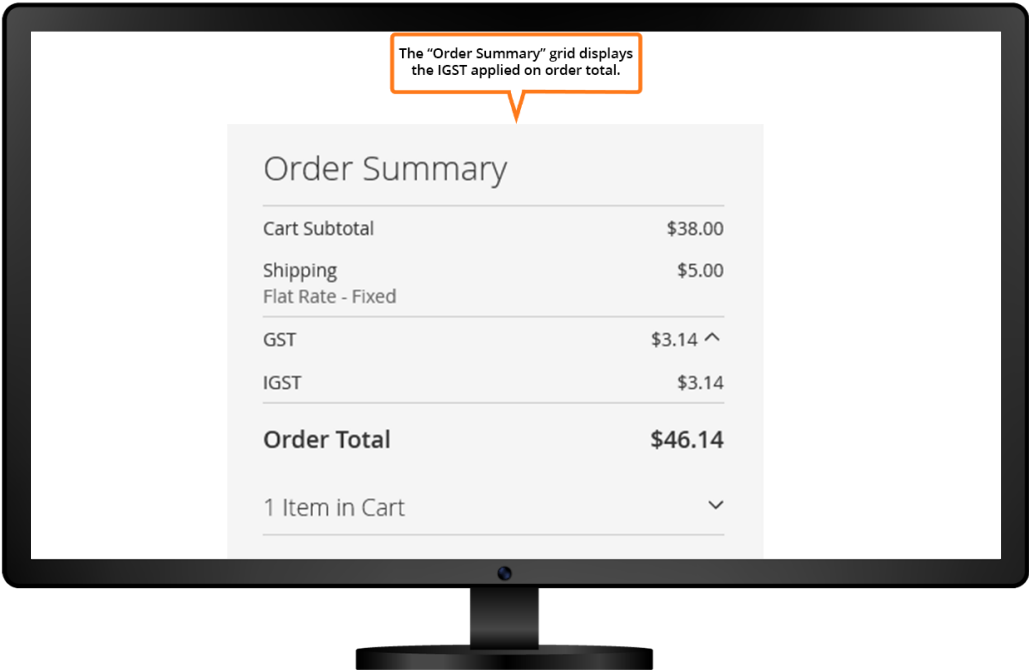 The “Order Summary” grid displays
the IGST applied on order total.
Order Summary
Cart Subtotal $38.00
Shipping $5.00
Flat Rate - Fixed
GST $3.14
IGST $3.14
Order Total $46.14
1 Item in Cart